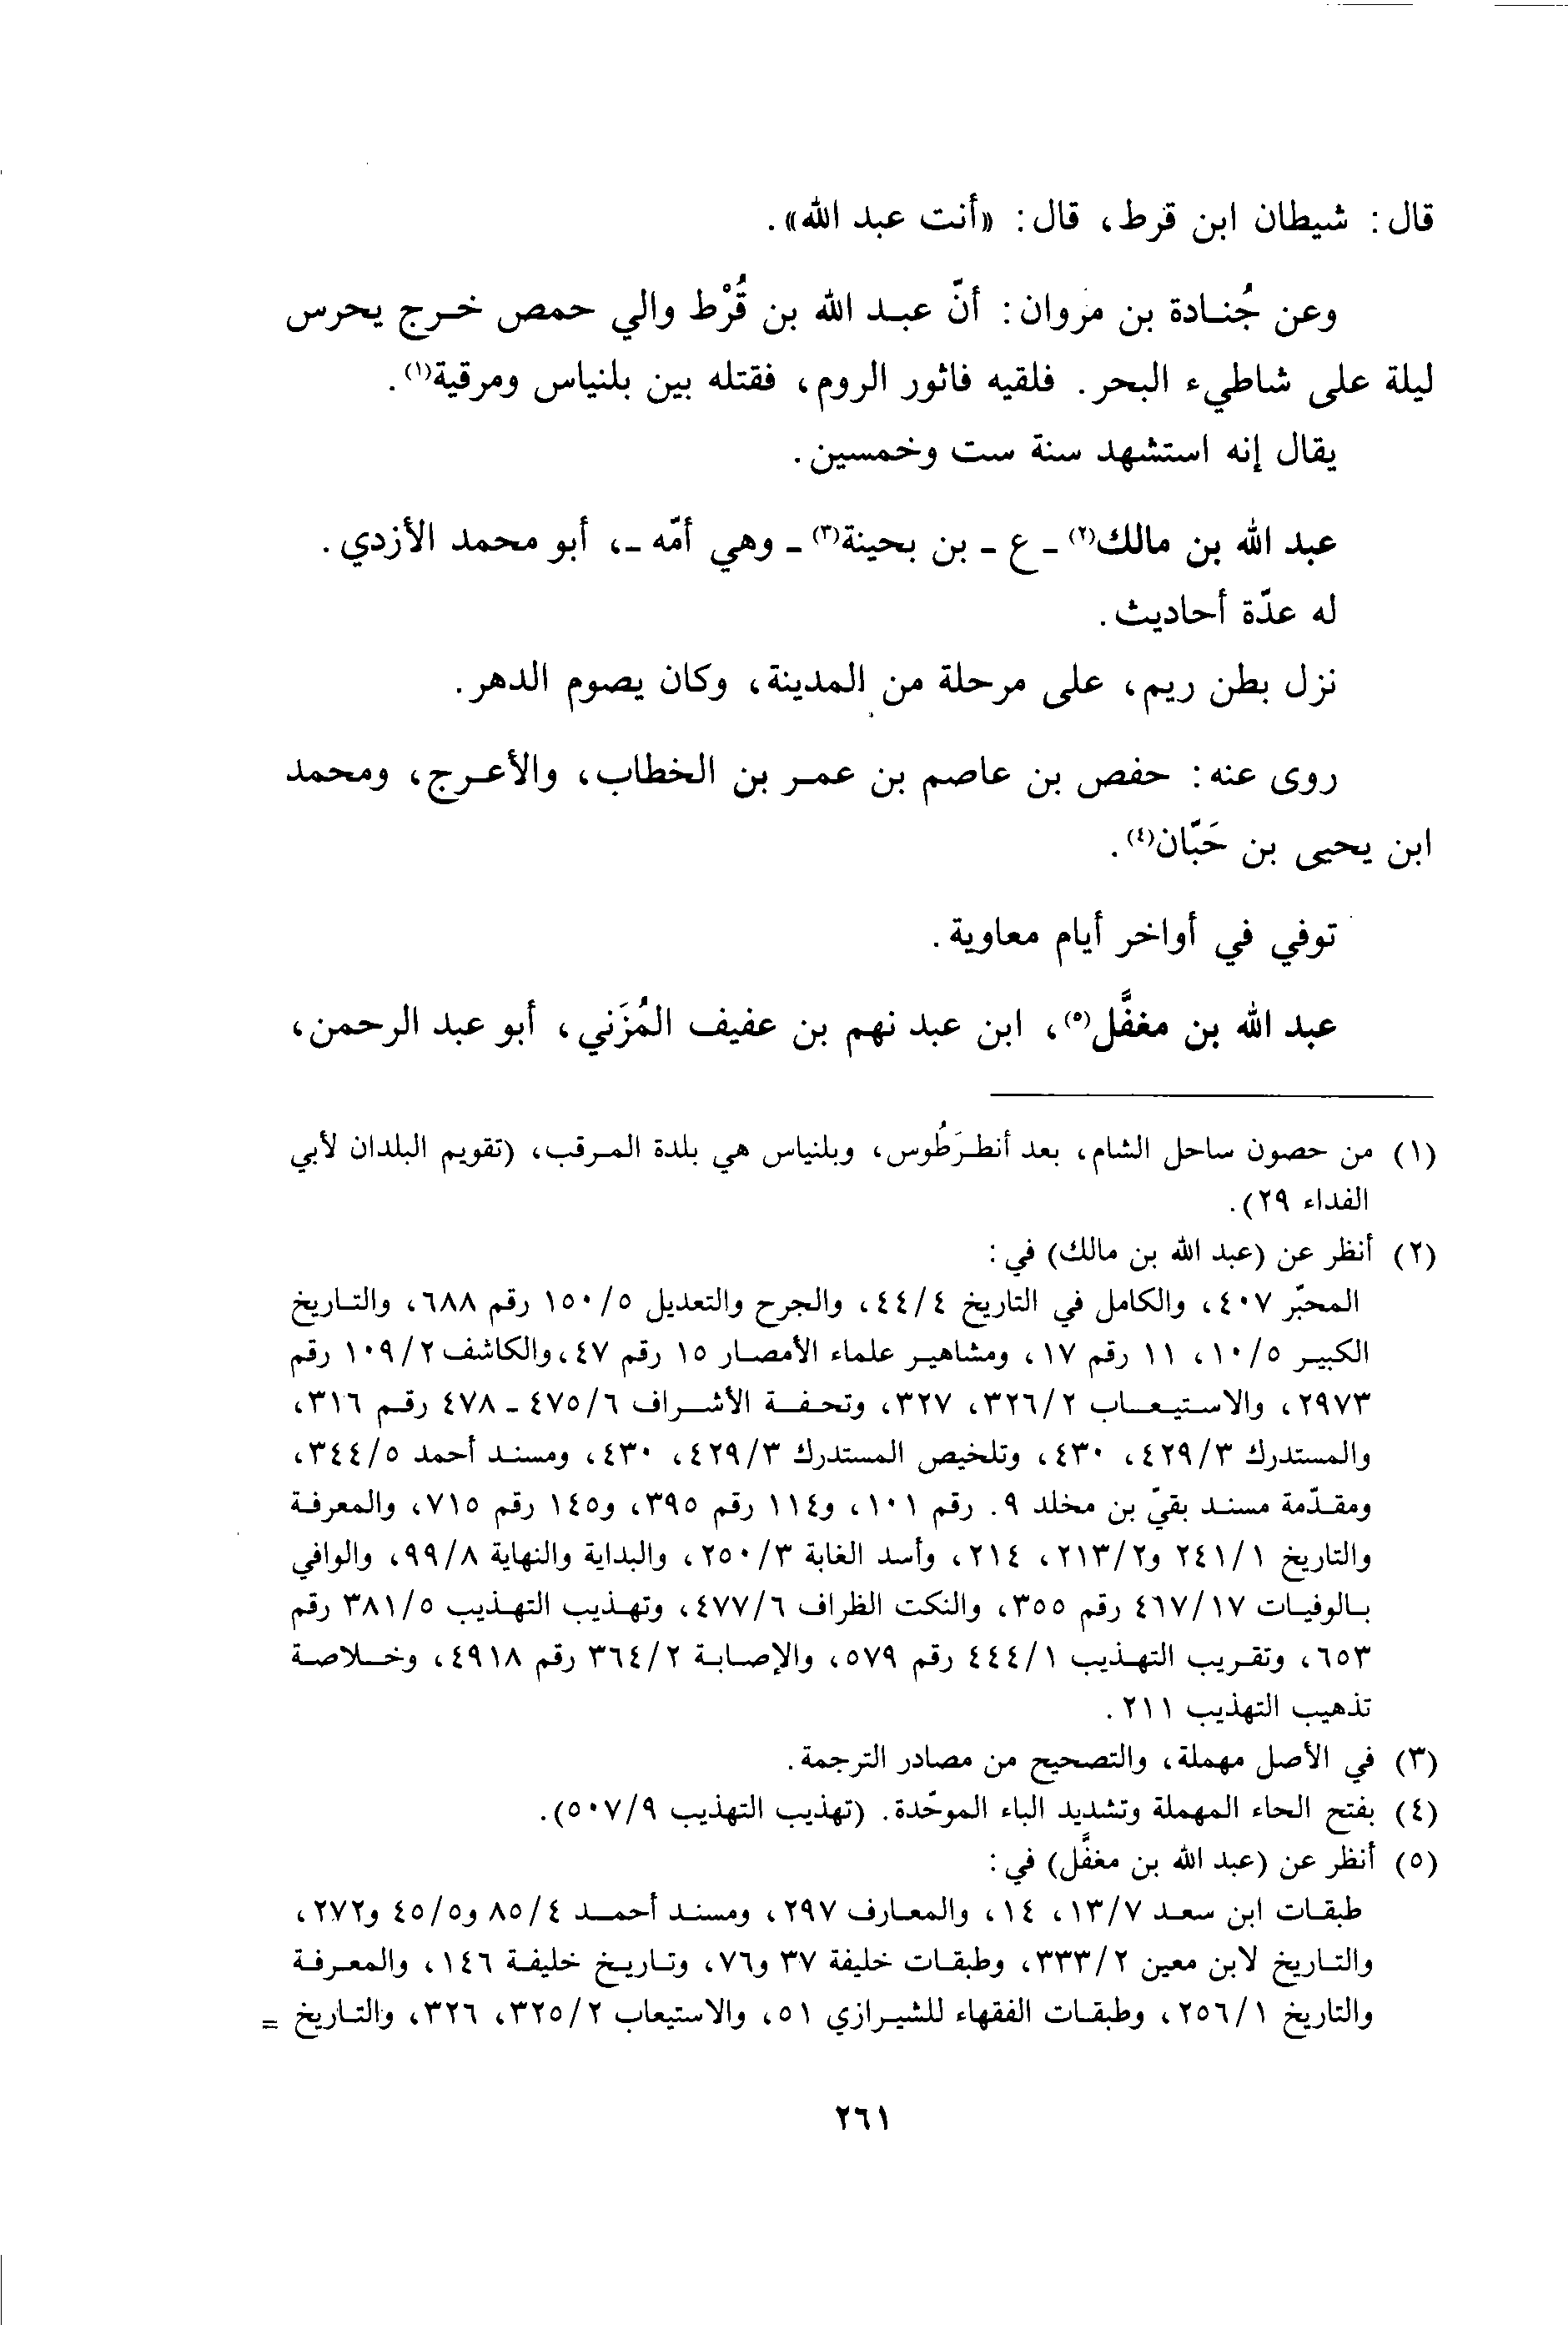 قال: شيطان ابن قرط، قال: «أنت عبد الله».
وعن جُنادة بن مروان: أنّ عبد الله بن قُرْط والي حمص خرج يحرس
ليلة على شاطيء البحر. فلقيه فاثور الروم، فقتله بين بلنياس ومرقية(١).
يقال إنه استشهد سنة ست وخمسين.
عبد الله بن مالك(٢) ـ ع ـ بن بحينة(٣) ـ وهي أمّه ـ، أبو محمد الأزدي.
له عدّة أحاديث.
نزل بطن ريم، على مرحلة من المدينة، وكان يصوم الدهر.
روى عنه: حفص بن عاصم بن عمر بن الخطاب، والأعرج، ومحمد
ابن يحيى بن حَبّان(٤).
توفي في أواخر أيام معاوية.
عبد الله بن مغفَّل(٥)، ابن عبد نهم بن عفيف المُزَني، أبو عبد الرحمن،
(١) من حصون ساحل الشام، بعد أنطرَطُوس، وبلنياس هي بلدة المرقب، (تقويم البلدان لأبي
الفداء ٢٩).
(٢) أنظر عن (عبد الله بن مالك) في:
المحبّر ٤٠٧، والكامل في التاريخ ٤٤/٤، والجرح والتعديل ١٥٠/٥ رقم ٦٨٨، والتاريخ
الكبير ١٠/٥، ١١ رقم ١٧، ومشاهير علماء الأمصار ١٥ رقم ٤٧، والكاشف ١٠٩/٢ رقم
٢٩٧٣، والاستيعاب ٣٢٦/٢، ٣٢٧، وتحفة الأشراف ٤٧٥/٦ ـ ٤٧٨ رقم ٣١٦،
والمستدرك ٤٢٩/٣، ٤٣٠، وتلخيص المستدرك ٤٢٩/٣، ٤٣٠، ومسند أحمد ٣٤٤/٥،
ومقدّمة مسند بقيّ بن مخلد ٩. رقم ١٠١، و١١٤ رقم ٣٩٥، و١٤٥ رقم ٧١٥، والمعرفة
والتاريخ ٢٤١/١ و٢١٣/٢، ٢١٤، وأسد الغابة ٢٥٠/٣، والبداية والنهاية ٩٩/٨، والوافي
بالوفيات ٤٦٧/١٧ رقم ٣٥٥، والنكت الظراف ٤٧٧/٦، وتهذيب التهذيب ٣٨١/٥ رقم
٦٥٣، وتقريب التهذيب ٤٤٤/١ رقم ٥٧٩، والإصابة ٣٦٤/٢ رقم ٤٩١٨، وخلاصة
تذهيب التهذيب ٢١١.
(٣) في الأصل مهملة، والتصحيح من مصادر الترجمة.
(٤) بفتح الحاء المهملة وتشديد الباء الموحّدة. (تهذيب التهذيب ٥٠٧/٩).
(٥) أنظر عن (عبد الله بن مغفَّل) في:
طبقات ابن سعد ١٣/٧، ١٤، والمعارف ٢٩٧، ومسند أحمد ٨٥/٤ و٤٥/٥ و٢٧٢،
والتاريخ لابن معين ٣٣٣/٢، وطبقات خليفة ٣٧ و٧٦، وتاريخ خليفة ١٤٦، والمعرفة
والتاريخ ٢٥٦/١، وطبقات الفقهاء للشيرازي ٥١، والاستيعاب ٣٢٥/٢، ٣٢٦، والتاريخ =
٢٦١